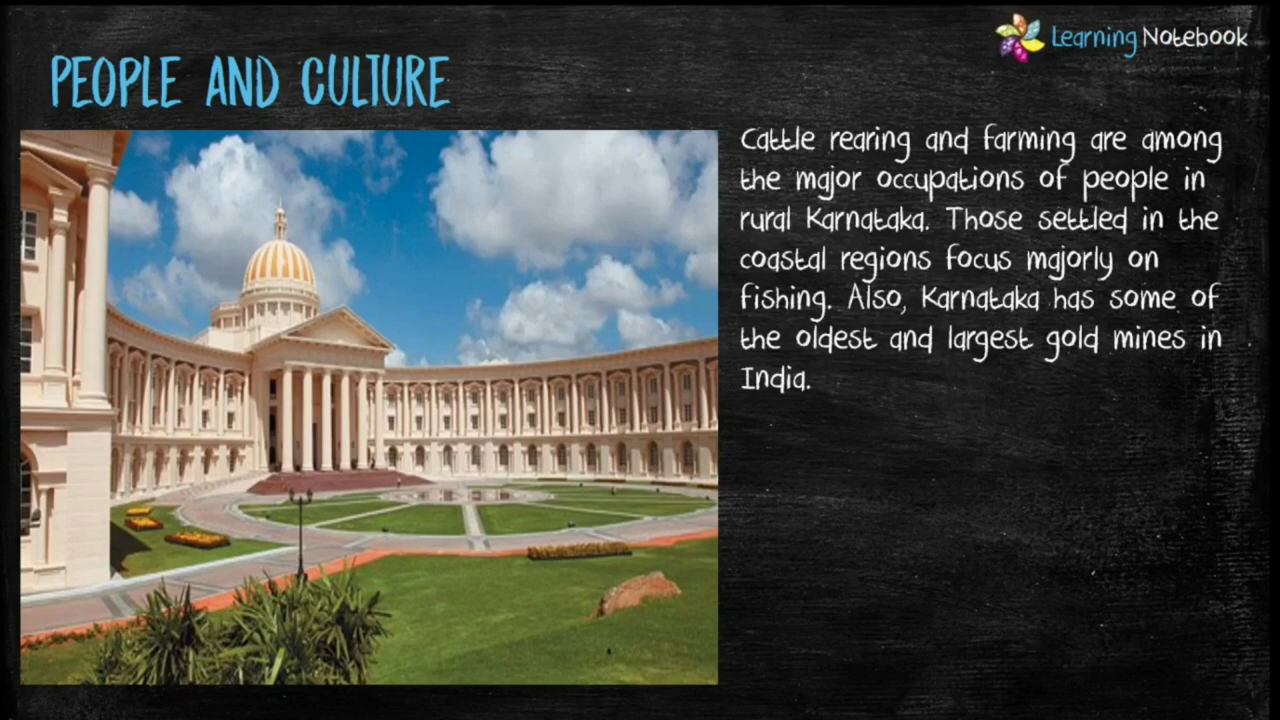 Learning Notebook
PEOPLE AND CULTURE
Cattle rearing and farming are among
the major occupations of people in
rural Karnataka. Those settled in the
coastal regions focus majorly on
fishing. Also, Karnataka has some of
the oldest and largest gold mines in
India.